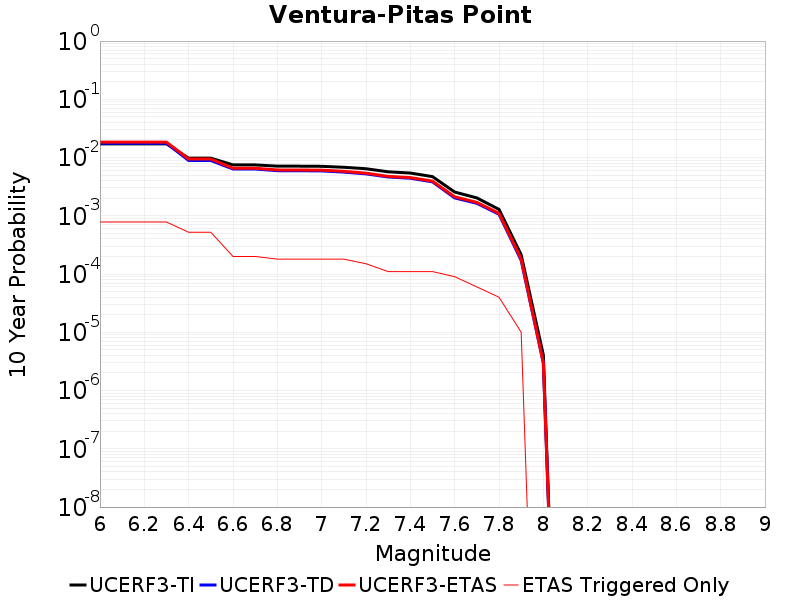 Ventura-Pitas Point
10 Year Probability
10^0
10^-1
10^-2
10^-3
10^-4
10^-5
10^-6
10^-7
10^-8
6 6.2 6.4 6.6 6.8 7 7.2 7.4 7.6 7.8 8 8.2 8.4 8.6 8.8 9
Magnitude
UCERF3-TI UCERF3-TD UCERF3-ETAS ETAS Triggered Only